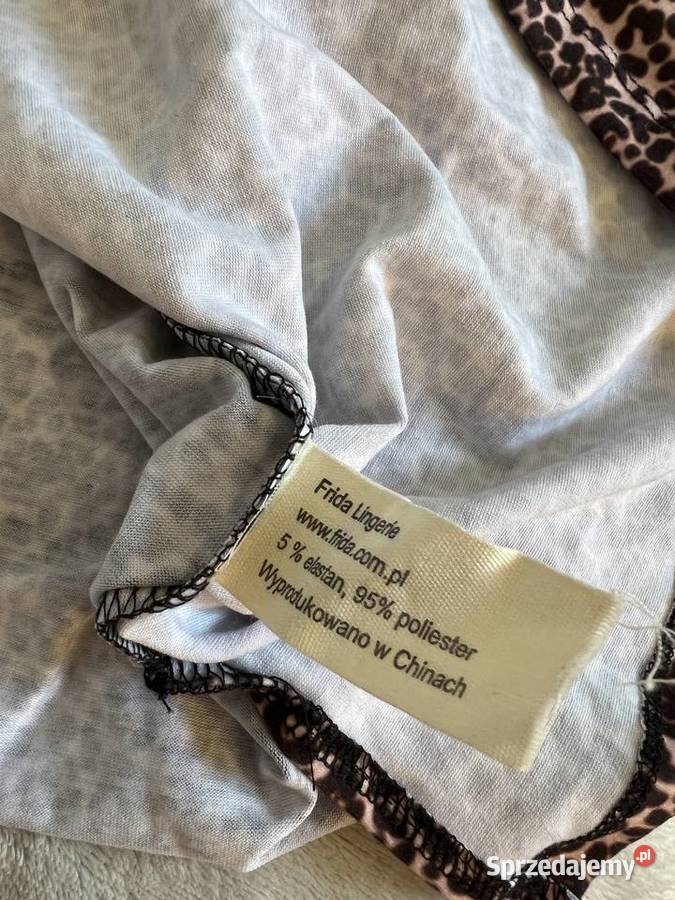 Frida Lingerie
www.frida.com.pl
5 % elastan, 95% poliester
Wyprodukowano w Chinach
Sprzedajemy.pl